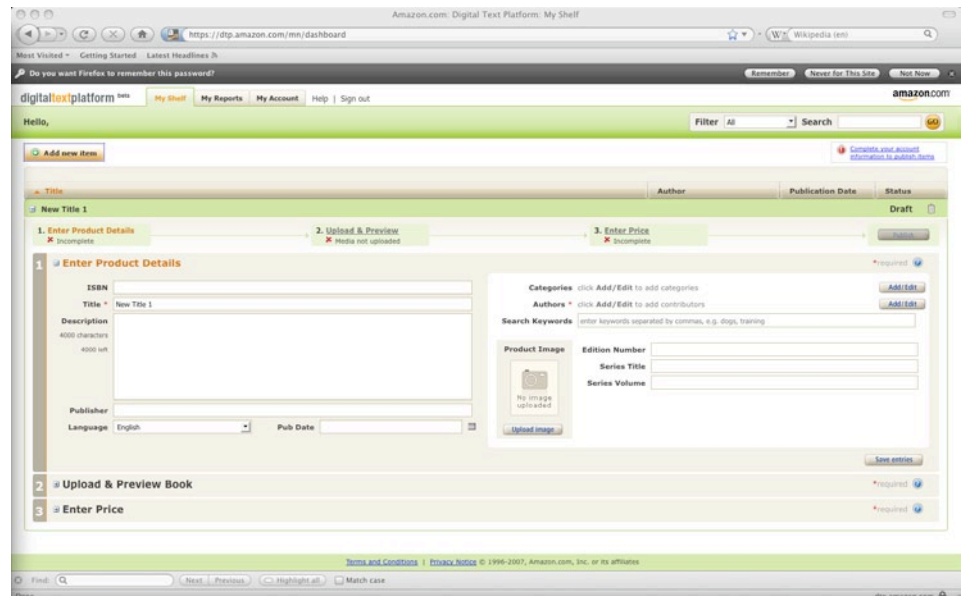 Amazon.com: Digital Text Platform: My Shelf
https://dtp.amazon.com/mn/dashboard
Wikipedia (en)
Most Visited Getting Started Latest Headlines
Do you want Firefox to remember this password? Remember Never for This Site Not Now
digitaltextplatform beta My Shelf My Reports My Account Help | Sign out amazon.com
Hello, Filter All Search GO
Add new item Complete your account
information to publish items
Title Author Publication Date Status
New Title 1 Draft
1. Enter Product Details 2. Upload & Preview 3. Enter Price Publish
Incomplete Media not uploaded Incomplete
1 Enter Product Details *required
ISBN Categories click Add/Edit to add categories Add/Edit
Title * New Title 1 Authors * click Add/Edit to add contributors Add/Edit
Description Search Keywords enter keywords separated by commas, e.g. dogs, training
4000 characters
4000 left Product Image Edition Number
Series Title
Series Volume
No image
uploaded
Publisher
Language English Pub Date Upload image
Save entries
2 Upload & Preview Book *required
3 Enter Price *required
Terms and Conditions | Privacy Notice © 1996-2007, Amazon.com, Inc. or its affiliates
Find: Next Previous Highlight all Match case
Done dtp.amazon.com